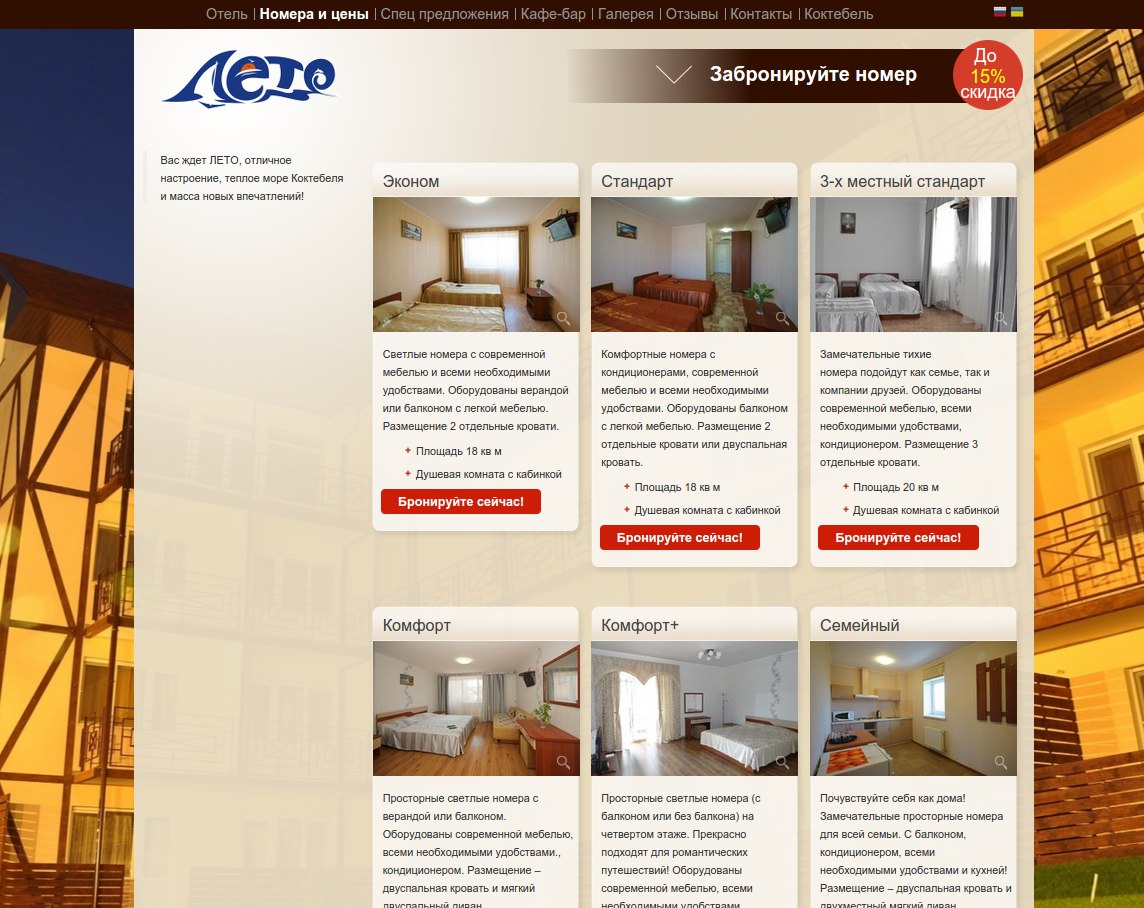 Отель | Номера и цены | Спец предложения | Кафе-бар | Галерея | Отзывы | Контакты | Коктебель
Лето
Забронируйте номер
До
15%
скидка
Вас ждет ЛЕТО, отличное
настроение, теплое море Коктебеля
и масса новых впечатлений!
Эконом
Светлые номера с современной
мебелью и всеми необходимыми
удобствами. Оборудованы верандой
или балконом с легкой мебелью.
Размещение 2 отдельные кровати.
+ Площадь 18 кв м
+ Душевая комната с кабинкой
Бронируйте сейчас!
Стандарт
Комфортные номера с
кондиционерами, современной
мебелью и всеми необходимыми
удобствами. Оборудованы балконом
с легкой мебелью. Размещение 2
отдельные кровати или двуспальная
кровать.
+ Площадь 18 кв м
+ Душевая комната с кабинкой
Бронируйте сейчас!
3-х местный стандарт
Замечательные тихие
номера подойдут как семье, так и
компании друзей. Оборудованы
современной мебелью, всеми
необходимыми удобствами,
кондиционером. Размещение 3
отдельные кровати.
+ Площадь 20 кв м
+ Душевая комната с кабинкой
Бронируйте сейчас!
Комфорт
Просторные светлые номера с
верандой или балконом.
Оборудованы современной мебелью,
всеми необходимыми удобствами.,
кондиционером. Размещение –
двуспальная кровать и мягкий
двуспальный диван
Комфорт+
Просторные светлые номера (с
балконом или без балкона) на
четвертом этаже. Прекрасно
подходят для романтических
путешествий! Оборудованы
современной мебелью, всеми
необходимыми удобствами
Семейный
Почувствуйте себя как дома!
Замечательные просторные номера
для всей семьи. С балконом,
кондиционером, всеми
необходимыми удобствами и кухней!
Размещение – двуспальная кровать и
двухместный мягкий диван